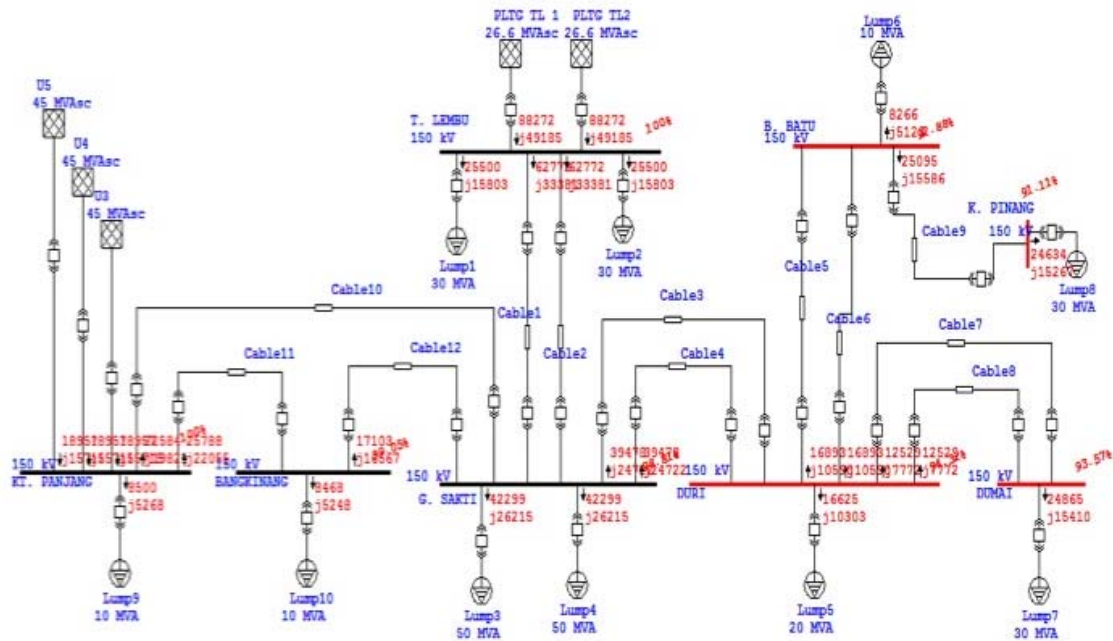 PLTG TL 1
26.6 MVAsc
PLTG TL2
26.6 MVAsc
Lump6
10 MVA
U5
45 MVAsc
U4
45 MVAsc
U3
45 MVAsc
T. LEMBU
150 kV
88272
j49185
88272
j49185
100%
B. BATU
150 kV
8266
25095
j15586
25500
j15803
25500
j15803
Lump1
30 MVA
Lump2
30 MVA
K. PINANG
150 kV
92.11%
24634
Lump8
30 MVA
Cable9
Cable5
Cable6
Cable10
Cable1
Cable2
Cable3
Cable4
Cable7
Cable8
Cable11
Cable12
150 kV
KT. PANJANG
8500
j5268
Lump9
10 MVA
150 kV
BANGKINANG
17103
8468
j5248
Lump10
10 MVA
150 kV
G. SAKTI
39478
42299
j26215
42299
j26215
Lump3
50 MVA
Lump4
50 MVA
150 kV
DURI
16625
j10303
Lump5
20 MVA
150 kV
DUMAI
93.57%
24865
j15410
Lump7
30 MVA